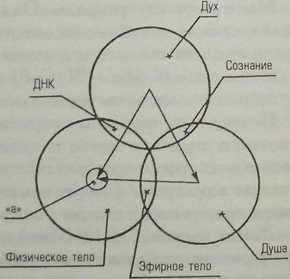 Дух
ДНК
Сознание
«а»
Физическое тело
Эфирное тело
Душа